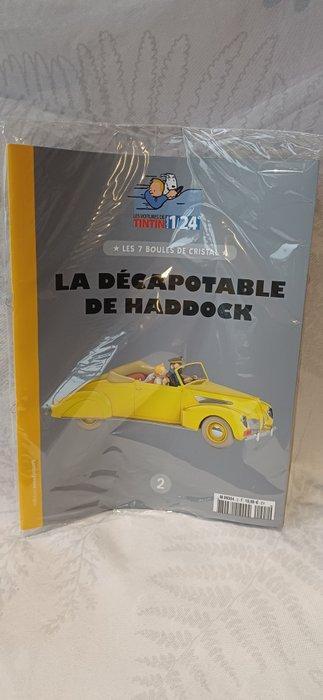 LES VOITURES DE
TINTIN 1/24
★ LES 7 BOULES DE CRISTAL
LA DÉCAPOTABLE
DE HADDOCK
2